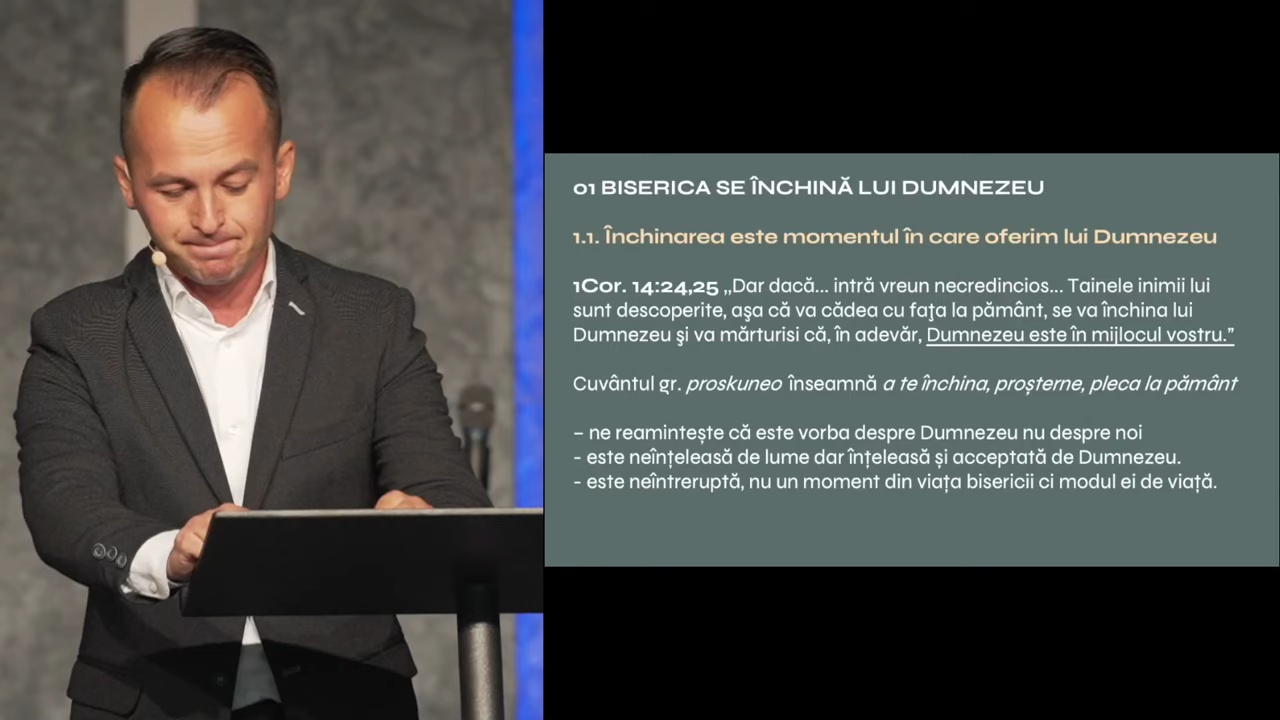 01 BISERICA SE ÎNCHINĂ LUI DUMNEZEU
1.1. Închinarea este momentul în care oferim lui Dumnezeu
1Cor. 14:24,25 „Dar dacă... intră vreun necredincios... Tainele inimii lui
sunt descoperite, aşa că va cădea cu faţa la pământ, se va închina lui
Dumnezeu şi va mărturisi că, în adevăr, Dumnezeu este în mijlocul vostru.”
Cuvântul gr. proskuneo înseamnă a te închina, proșterne, pleca la pământ
– ne reamintește că este vorba despre Dumnezeu nu despre noi
- este neînțeleasă de lume dar înțeleasă și acceptată de Dumnezeu.
- este neîntreruptă, nu un moment din viața bisericii ci modul ei de viață.